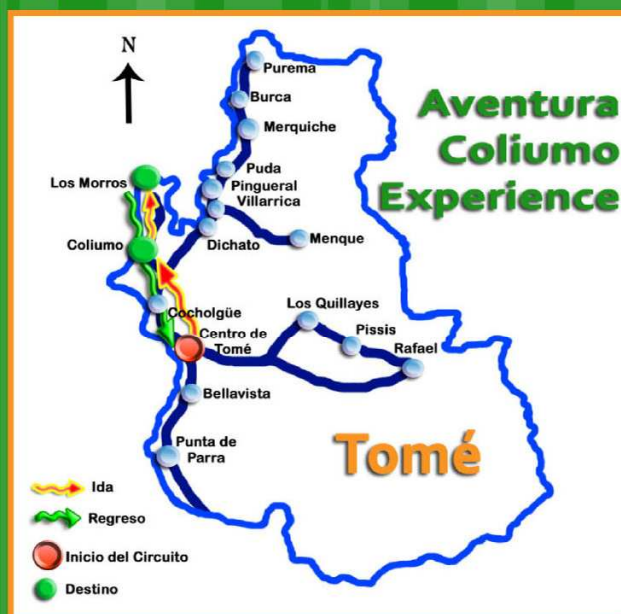 N
Aventura
Coliumo
Experience
Purema
Burca
Merquiche
Puda
Los Morros
Pingueral
Villarrica
Coliumo
Dichato
Menque
Cocholgüe
Los Quillayes
Centro de
Tomé
Pissis
Rafael
Bellavista
Tomé
Punta de
Parra
Ida
Regreso
Inicio del Circuito
Destino